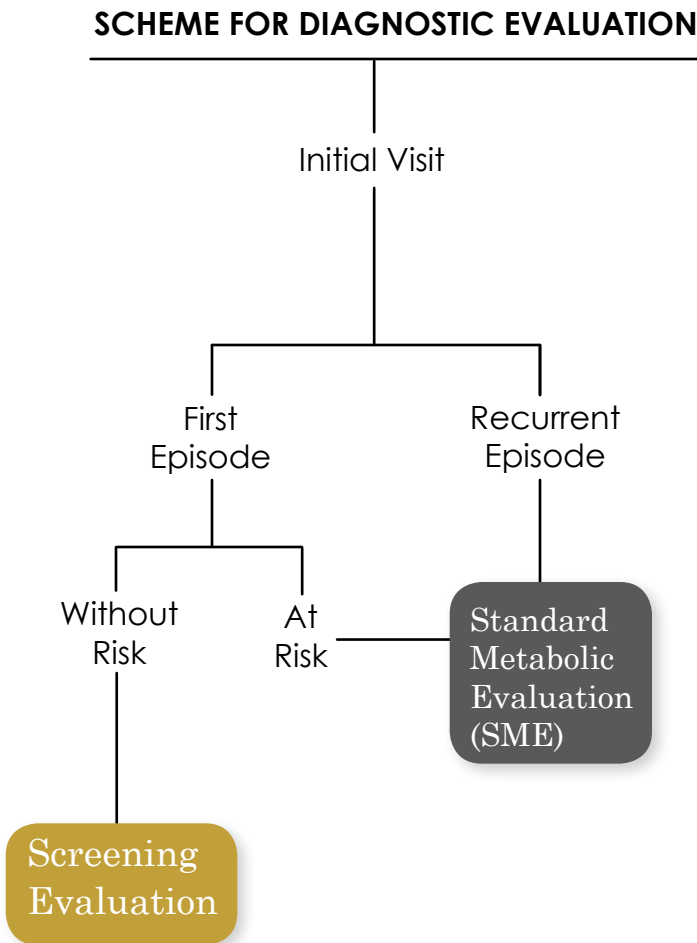 SCHEME FOR DIAGNOSTIC EVALUATION
Initial Visit
First
Episode
Recurrent
Episode
Without
Risk
At
Risk
Standard
Metabolic
Evaluation
(SME)
Screening
Evaluation